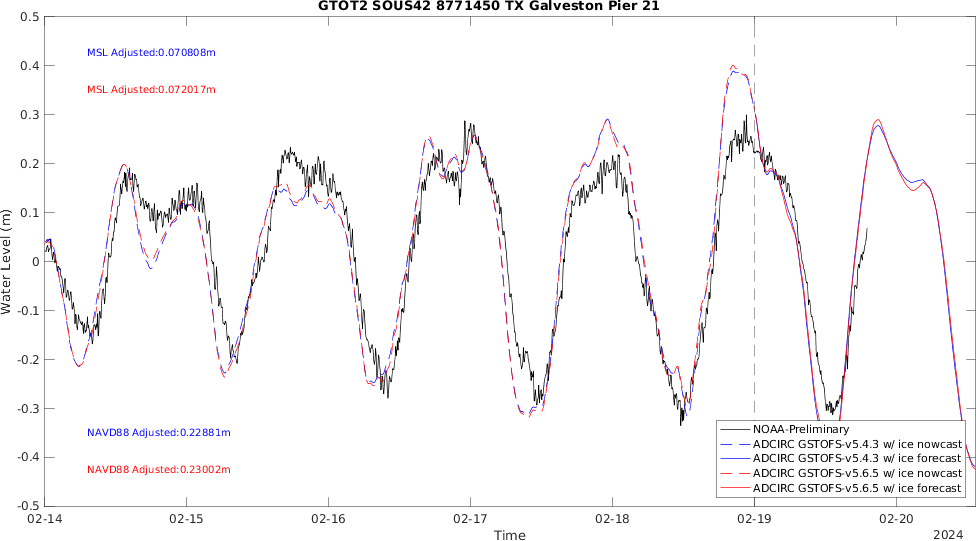 GTOT2 SOUS42 8771450 TX Galveston Pier 21
0.5
0.4
0.3
0.2
0.1
0
-0.1
-0.2
-0.3
-0.4
-0.5
Water Level (m)
MSL Adjusted:0.070808m
MSL Adjusted:0.072017m
NAVD88 Adjusted:0.22881m
NAVD88 Adjusted:0.23002m
NOAA-Preliminary
ADCIRC GSTOFS-v5.4.3 w/ ice nowcast
ADCIRC GSTOFS-v5.4.3 w/ ice forecast
ADCIRC GSTOFS-v5.6.5 w/ ice nowcast
ADCIRC GSTOFS-v5.6.5 w/ ice forecast
02-14 02-15 02-16 02-17 02-18 02-19 02-20
Time
2024